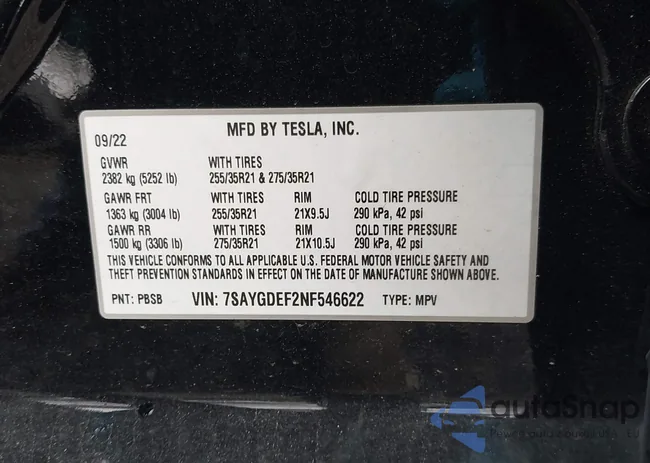 09/22 MFD BY TESLA, INC.
GVWR WITH TIRES
2382 kg (5252 lb) 255/35R21 & 275/35R21
GAWR FRT WITH TIRES RIM COLD TIRE PRESSURE
1363 kg (3004 lb) 255/35R21 21X9.5J 290 kPa, 42 psi
GAWR RR WITH TIRES RIM COLD TIRE PRESSURE
1500 kg (3306 lb) 275/35R21 21X10.5J 290 kPa, 42 psi
THIS VEHICLE CONFORMS TO ALL APPLICABLE U.S. FEDERAL MOTOR VEHICLE SAFETY AND
THEFT PREVENTION STANDARDS IN EFFECT ON THE DATE OF MANUFACTURE SHOWN ABOVE.
PNT: PBSB VIN: 7SAYGDEF2NF546622 TYPE: MPV
autoSnap